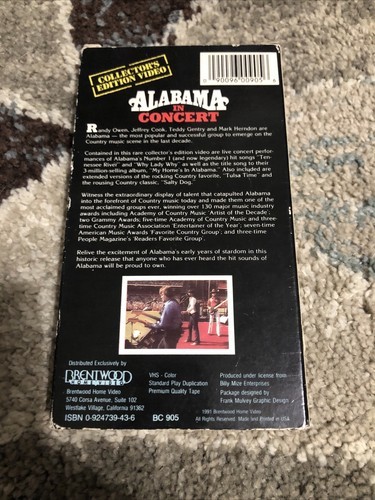 COLLECTOR'S
EDITION VIDEO
0 90096 00905 6
ALABAMA
IN
CONCERT
Randy Owen, Jeffrey Cook, Teddy Gentry and Mark Herndon are
Alabama — the most popular and successful group to emerge on the
Country music scene in the last decade.
Contained in this rare collector's edition video are live concert perfor-
mances of Alabama's Number 1 (and now legendary) hit songs "Ten-
nessee River" and "Why Lady Why" as well as the title song to their
3-million-selling album, "My Home's In Alabama." Also included are
extended versions of the rocking Country favorite, "Tulsa Time"
and the rousing Country classic, "Salty Dog."
Witness the extraordinary display of talent that catapulted Alabama
into the forefront of Country music today and made them one of the
most acclaimed groups ever, winning over 130 major music industry
awards including Academy of Country Music 'Artist of the Decade';
two Grammy Awards; five-time Academy of Country Music and three-
time Country Music Association 'Entertainer of the Year'; seven-time
American Music Awards 'Favorite Country Group'; and three-time
People Magazine's 'Readers Favorite Group'.
Relive the excitement of Alabama's early years of stardom in this
historic release that anyone who has ever heard the hit sounds of
Alabama will be proud to own.
Distributed Exclusively by
BRENTWOOD
HOME VIDEO
Brentwood Home Video
5740 Corsa Avenue, Suite 102
Westlake Village, California 91362
ISBN 0-924739-43-6
VHS - Color
Standard Play Duplication
Premium Quality Tape
BC 905
Produced under license from
Billy Mize Enterprises
Package designed by
Frank Mulvey Graphic Design
© 1991 Brentwood Home Video
All Rights Reserved. Made and Printed in U.S.A.